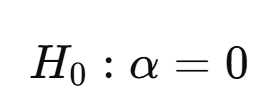 H₀ : α = 0